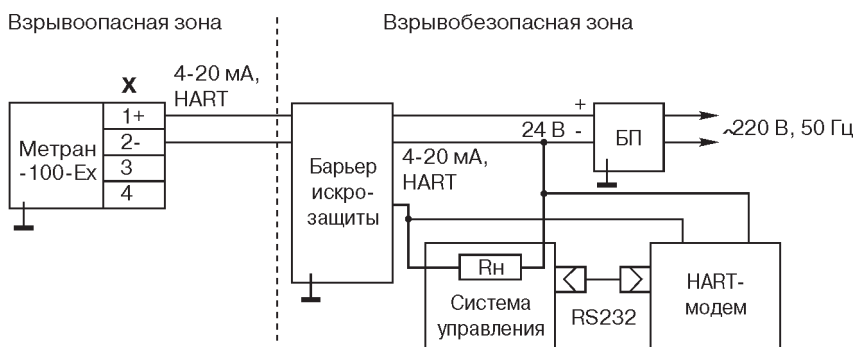 Взрывоопасная зона
Взрывобезопасная зона
X
4-20 мА,
HART
1+
2-
3
4
Метран
-100-Ex
Барьер
искро-
защиты
+
24 В -
БП
~220 В, 50 Гц
4-20 мА,
HART
Rн
Система
управления
RS232
HART-
модем